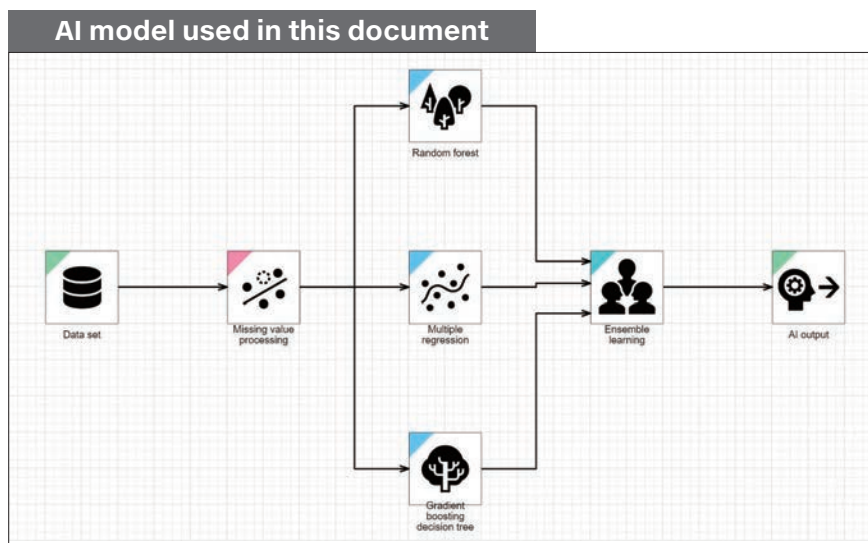 AI model used in this document
Random forest
Data set
Missing value
processing
Multiple
regression
Ensemble
learning
AI output
Gradient
boosting
decision tree